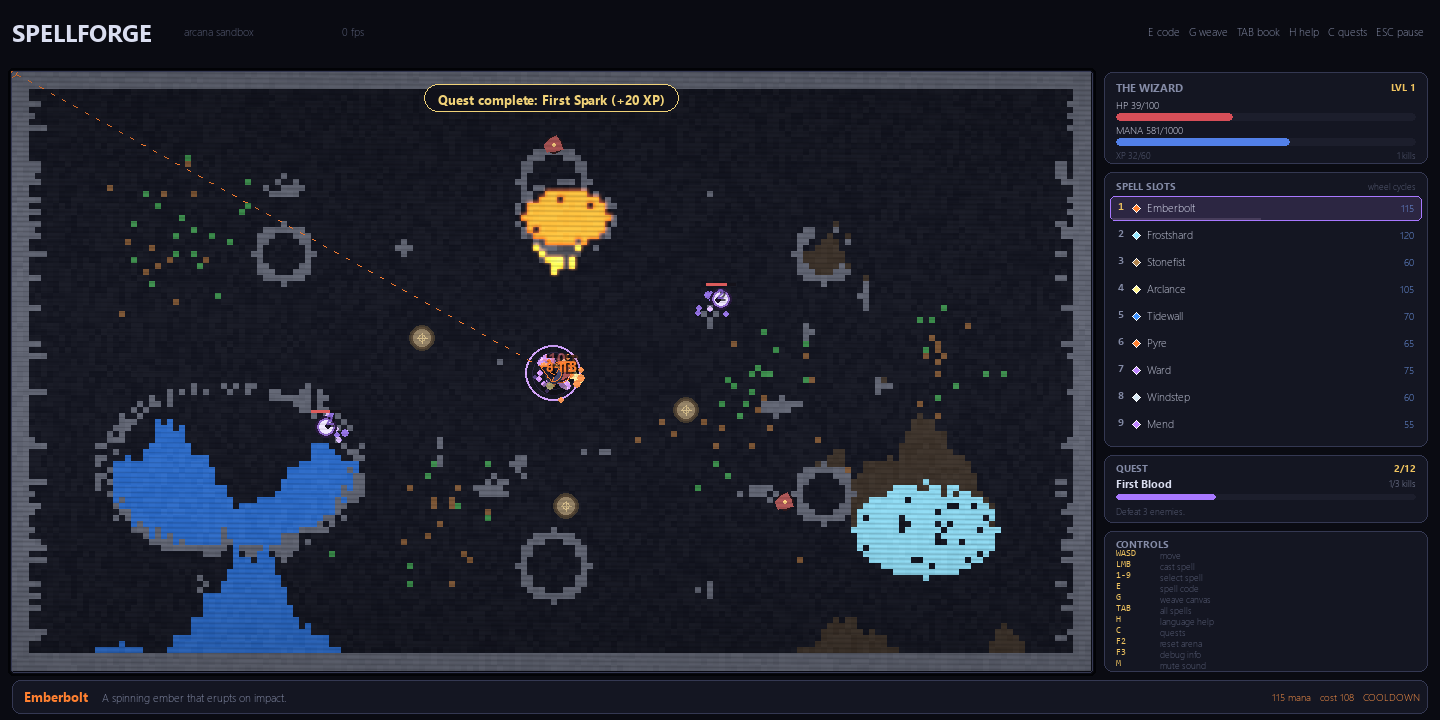 SPELLFORGE arcana sandbox 0 fps E code G weave TAB book H help C quests ESC pause
Quest complete: First Spark (+20 XP)
THE WIZARD LVL 1
HP 39/100
MANA 581/1000
XP 32/60 1 kills
SPELL SLOTS wheel cycles
1 Emberbolt 115
2 Frostshard 120
3 Stonefist 60
4 Arclance 105
5 Tidewall 70
6 Pyre 65
7 Ward 75
8 Windstep 60
9 Mend 55
QUEST 2/12
First Blood 1/3 kills
Defeat 3 enemies.
CONTROLS
WASD move
LMB cast spell
1-9 select spell
E spell code
G weave canvas
TAB all spells
H language help
C quests
F2 reset arena
F3 debug info
M mute sound
Emberbolt A spinning ember that erupts on impact. 115 mana cost 108 COOLDOWN